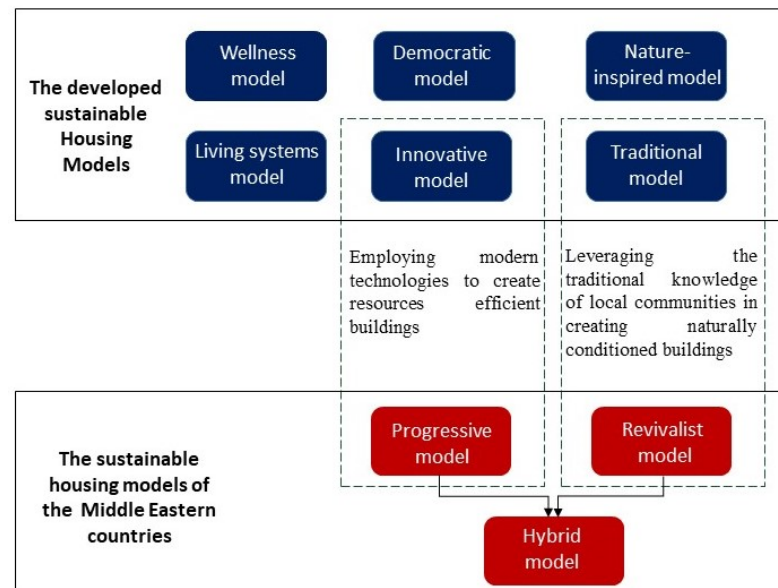 The developed
sustainable
Housing
Models
Wellness
model
Democratic
model
Nature-
inspired model
Living systems
model
Innovative
model
Traditional
model
Employing modern
technologies to create
resources efficient
buildings
Leveraging the
traditional knowledge
of local communities in
creating naturally
conditioned buildings
The sustainable
housing models of
the Middle Eastern
countries
Progressive
model
Revivalist
model
Hybrid
model